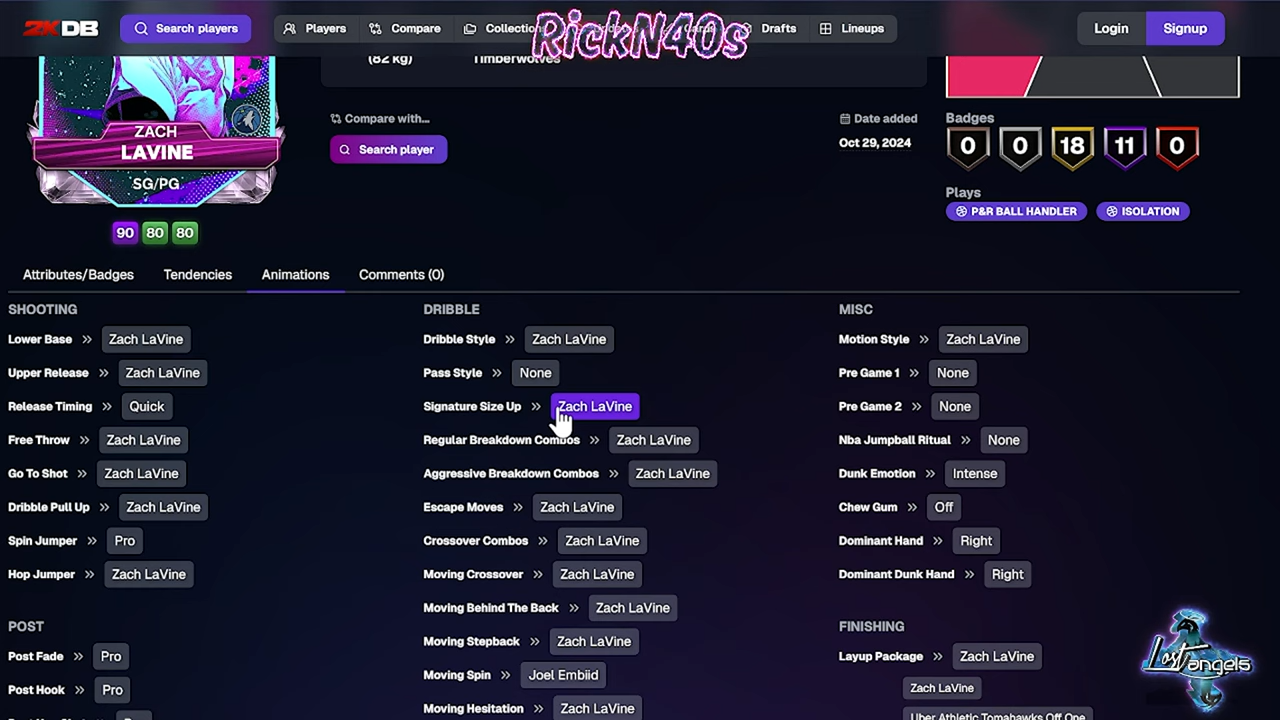 2KDB
Search players
Players
Compare
RickN40s
Drafts
Lineups
Login
Signup
(82 kg)
Timberwolves
ZACH
LAVINE
SG/PG
90 80 80
Compare with...
Search player
Date added
Oct 29, 2024
Badges
0 0 18 11 0
Plays
P&R BALL HANDLER
ISOLATION
Attributes/Badges
Tendencies
Animations
Comments (0)
SHOOTING
Lower Base » Zach LaVine
Upper Release » Zach LaVine
Release Timing » Quick
Free Throw » Zach LaVine
Go To Shot » Zach LaVine
Dribble Pull Up » Zach LaVine
Spin Jumper » Pro
Hop Jumper » Zach LaVine
POST
Post Fade » Pro
Post Hook » Pro
DRIBBLE
Dribble Style » Zach LaVine
Pass Style » None
Signature Size Up » Zach LaVine
Regular Breakdown Combos » Zach LaVine
Aggressive Breakdown Combos » Zach LaVine
Escape Moves » Zach LaVine
Crossover Combos » Zach LaVine
Moving Crossover » Zach LaVine
Moving Behind The Back » Zach LaVine
Moving Stepback » Zach LaVine
Moving Spin » Joel Embiid
Moving Hesitation » Zach LaVine
MISC
Motion Style » Zach LaVine
Pre Game 1 » None
Pre Game 2 » None
Nba Jumpball Ritual » None
Dunk Emotion » Intense
Chew Gum » Off
Dominant Hand » Right
Dominant Dunk Hand » Right
FINISHING
Layup Package » Zach LaVine
Zach LaVine
Uber Athletic Tomahawks Off One
Lost angels